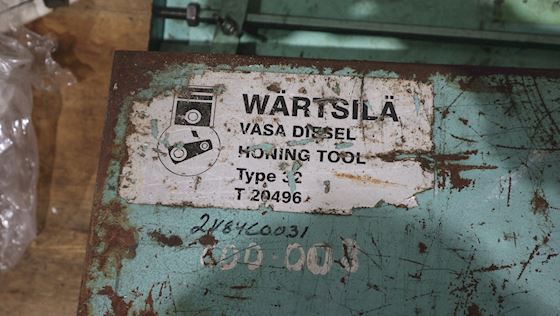 WÄRTSILÄ
VASA DIESEL
HONING TOOL
Type 32
T 20496
2V84C0031